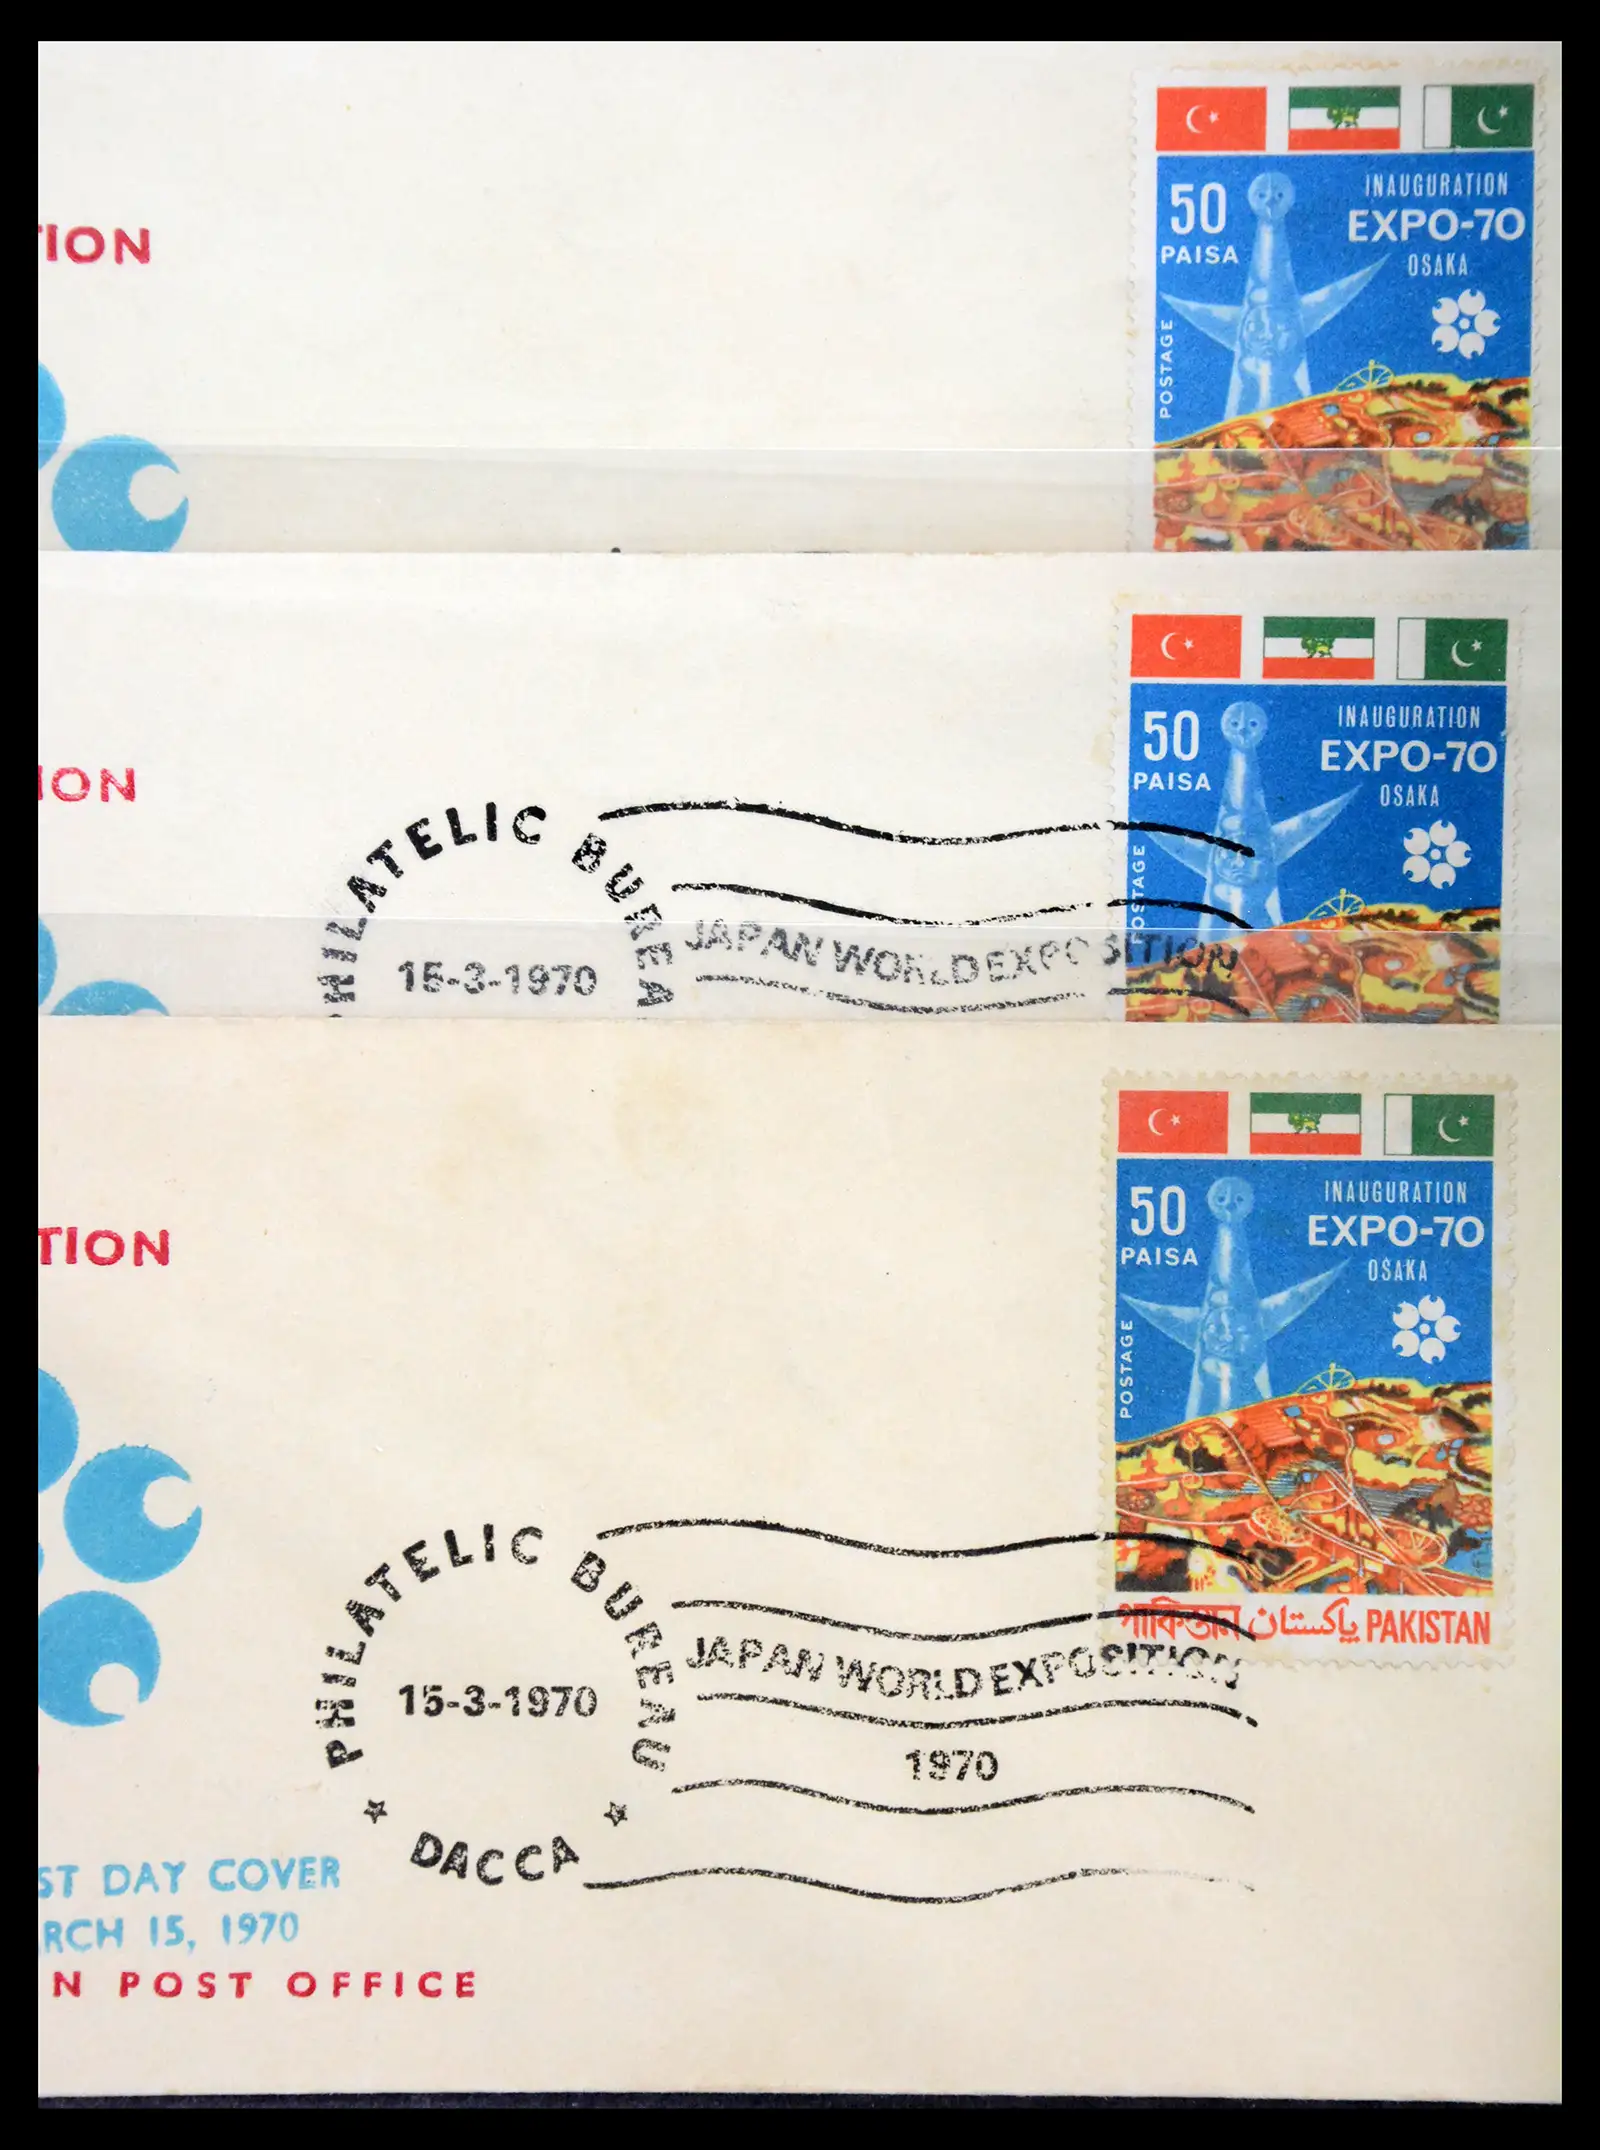 TION
50
PAISA
INAUGURATION
EXPO-70
OSAKA
POSTAGE
ION
50
PAISA
INAUGURATION
EXPO-70
OSAKA
POSTAGE
PHILATELIC BUREA
15-3-1970
JAPAN WORLD EXPOSITION
TION
50
PAISA
INAUGURATION
EXPO-70
OSAKA
POSTAGE
পাকিস্তান پاکستان PAKISTAN
PHILATELIC BUREAU
15-3-1970
DACCA
JAPAN WORLD EXPOSITION
1970
ST DAY COVER
RCH 15, 1970
N POST OFFICE